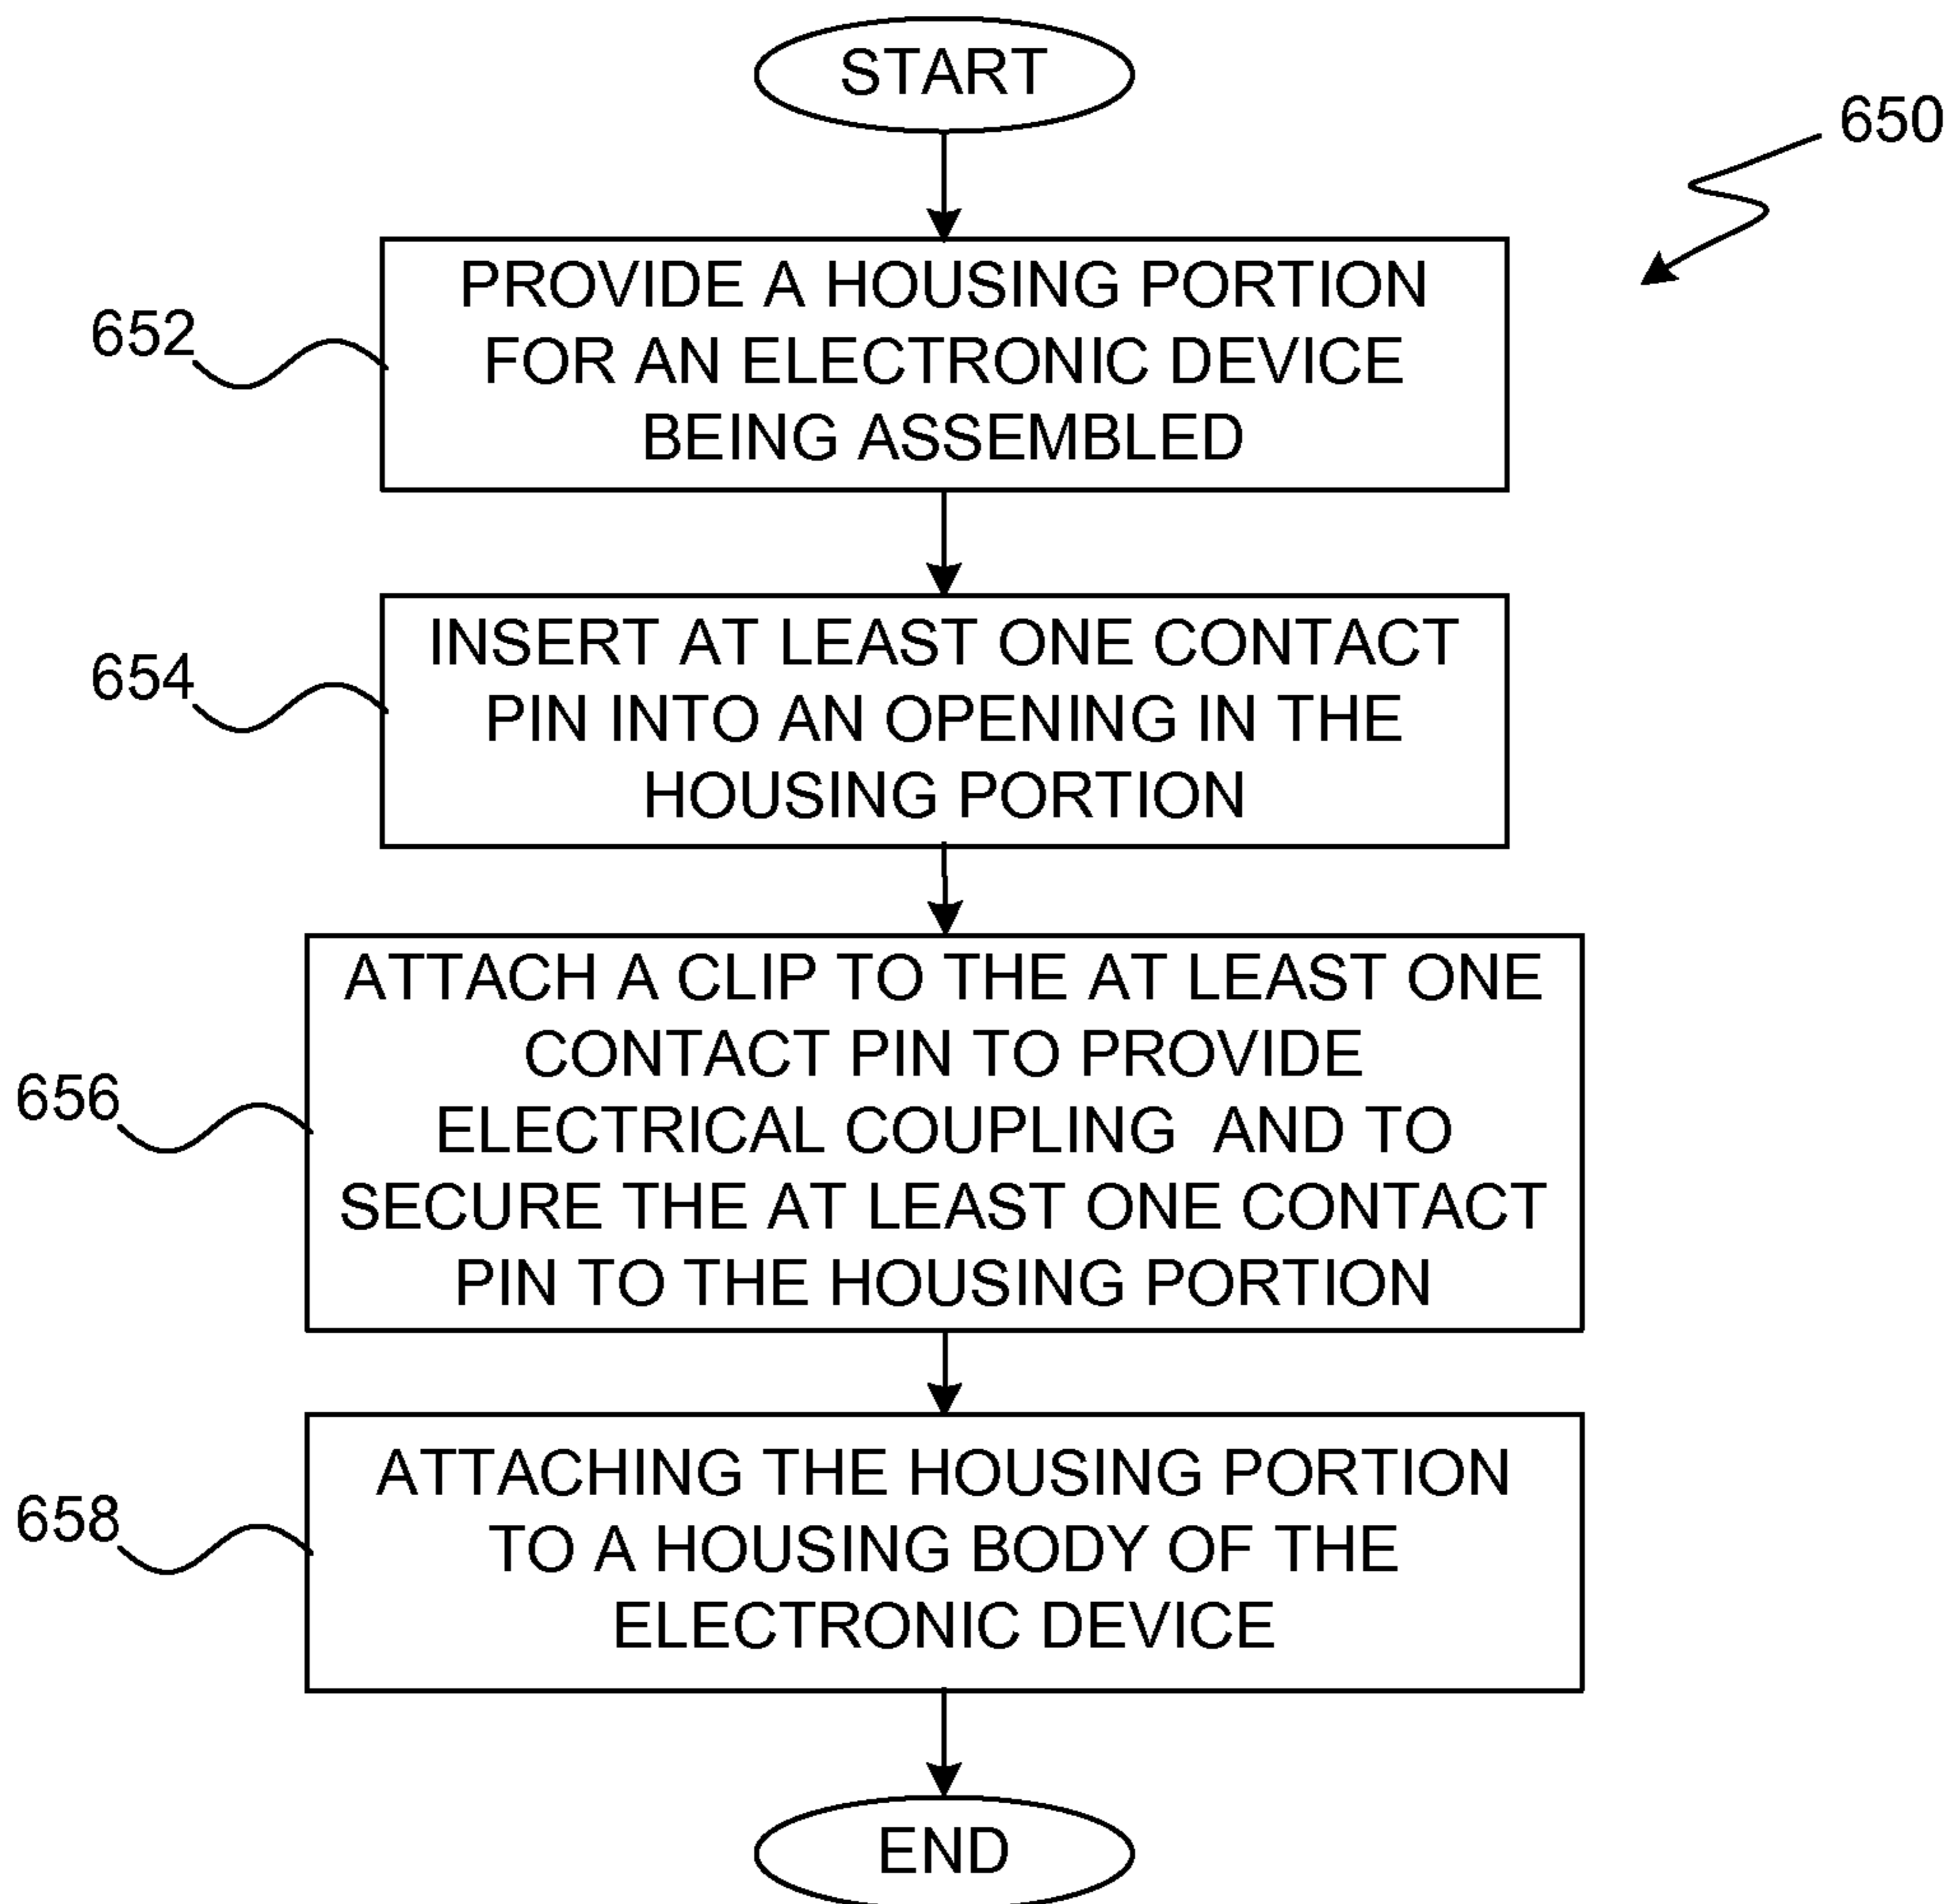 START
650
PROVIDE A HOUSING PORTION
FOR AN ELECTRONIC DEVICE
BEING ASSEMBLED
652
INSERT AT LEAST ONE CONTACT
PIN INTO AN OPENING IN THE
HOUSING PORTION
654
ATTACH A CLIP TO THE AT LEAST ONE
CONTACT PIN TO PROVIDE
ELECTRICAL COUPLING AND TO
SECURE THE AT LEAST ONE CONTACT
PIN TO THE HOUSING PORTION
656
ATTACHING THE HOUSING PORTION
TO A HOUSING BODY OF THE
ELECTRONIC DEVICE
658
END